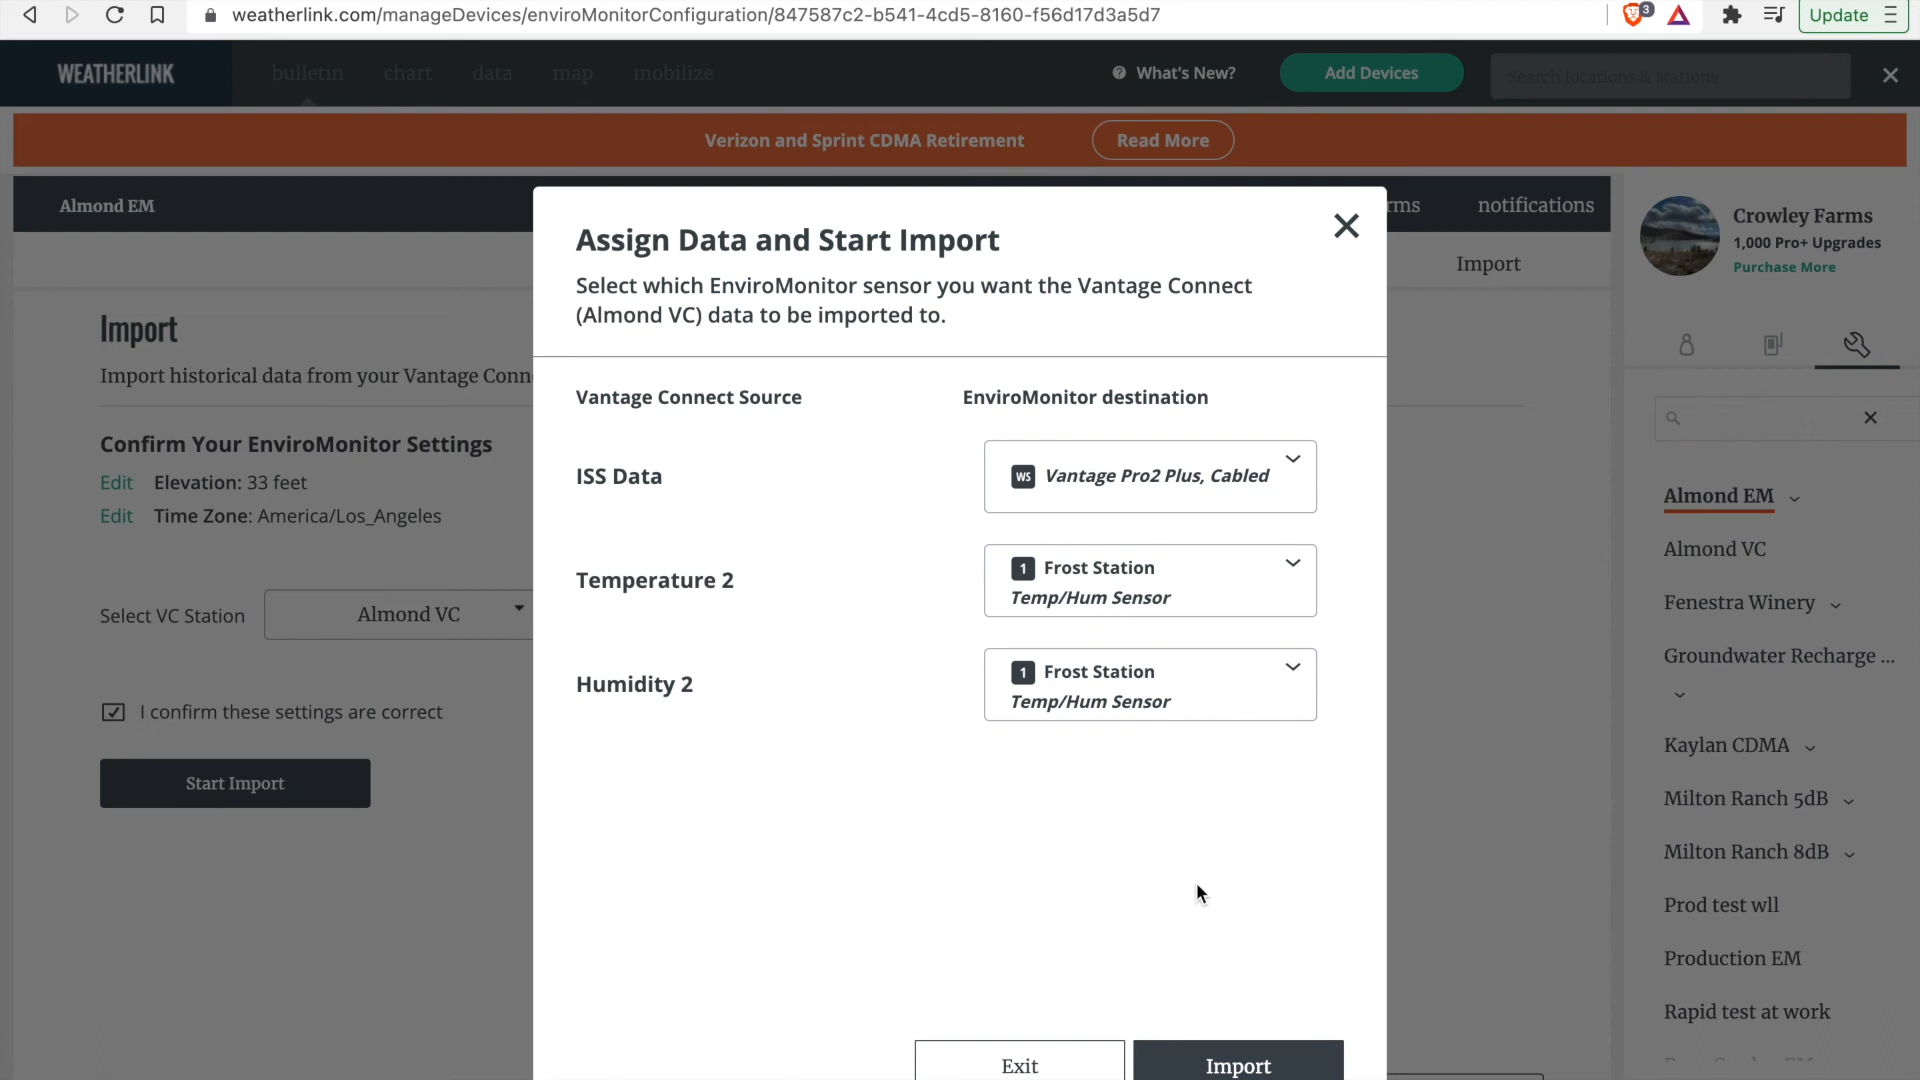 weatherlink.com/manageDevices/enviroMonitorConfiguration/847587c2-b541-4cd5-8160-f56d17d3a5d7
3
Update
WEATHERLINK
bulletin
chart
data
map
mobilize
What's New?
Add Devices
Search locations & stations
Verizon and Sprint CDMA Retirement
Read More
Almond EM
rms
notifications
Import
Crowley Farms
1,000 Pro+ Upgrades
Purchase More
Import
Import historical data from your Vantage Conn
Confirm Your EnviroMonitor Settings
Edit Elevation: 33 feet
Edit Time Zone: America/Los_Angeles
Select VC Station
Almond VC
I confirm these settings are correct
Start Import
Assign Data and Start Import
Select which EnviroMonitor sensor you want the Vantage Connect
(Almond VC) data to be imported to.
Vantage Connect Source
EnviroMonitor destination
ISS Data
WS Vantage Pro2 Plus, Cabled
Temperature 2
1 Frost Station
Temp/Hum Sensor
Humidity 2
1 Frost Station
Temp/Hum Sensor
Exit
Import
Almond EM
Almond VC
Fenestra Winery
Groundwater Recharge ...
Kaylan CDMA
Milton Ranch 5dB
Milton Ranch 8dB
Prod test wll
Production EM
Rapid test at work